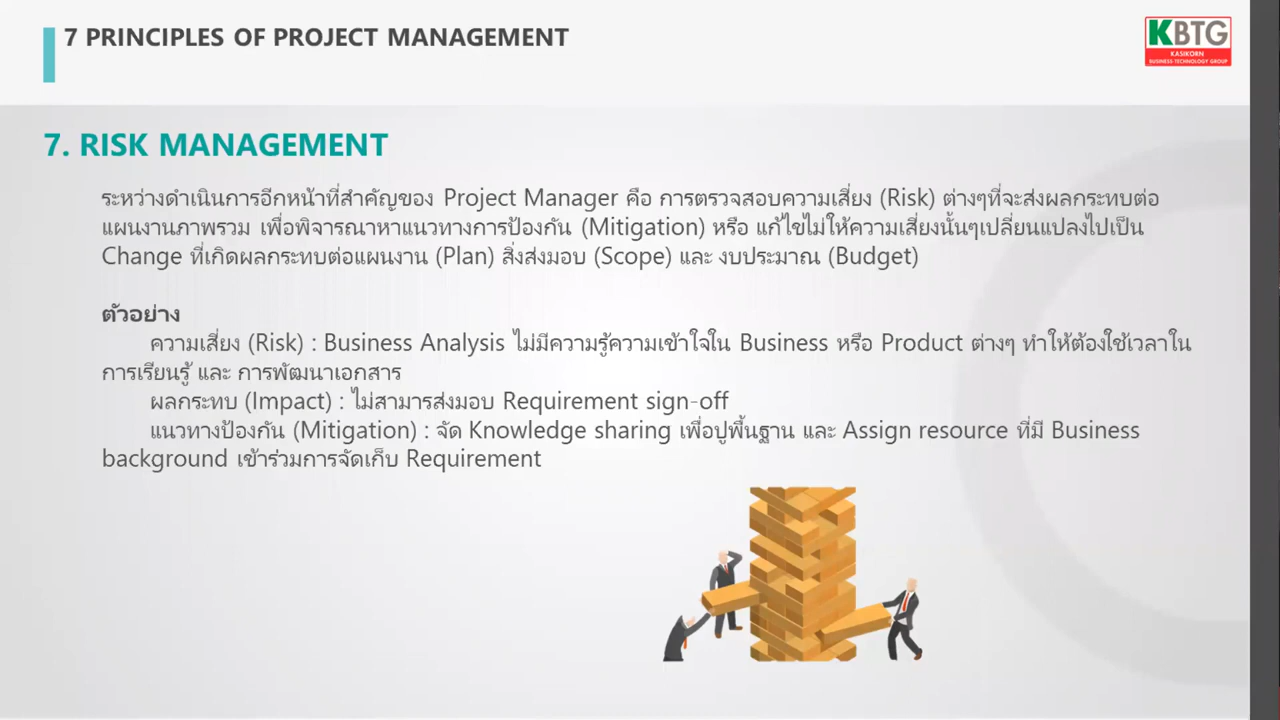 7 PRINCIPLES OF PROJECT MANAGEMENT
KBTG
KASIKORN
BUSINESS-TECHNOLOGY GROUP
7. RISK MANAGEMENT
ระหว่างดำเนินการอีกหน้าที่สำคัญของ Project Manager คือ การตรวจสอบความเสี่ยง (Risk) ต่างๆที่จะส่งผลกระทบต่อ
แผนงานภาพรวม เพื่อพิจารณาหาแนวทางการป้องกัน (Mitigation) หรือ แก้ไขไม่ให้ความเสี่ยงนั้นๆเปลี่ยนแปลงไปเป็น
Change ที่เกิดผลกระทบต่อแผนงาน (Plan) สิ่งส่งมอบ (Scope) และ งบประมาณ (Budget)
ตัวอย่าง
ความเสี่ยง (Risk) : Business Analysis ไม่มีความรู้ความเข้าใจใน Business หรือ Product ต่างๆ ทำให้ต้องใช้เวลาใน
การเรียนรู้ และ การพัฒนาเอกสาร
ผลกระทบ (Impact) : ไม่สามารส่งมอบ Requirement sign-off
แนวทางป้องกัน (Mitigation) : จัด Knowledge sharing เพื่อปูพื้นฐาน และ Assign resource ที่มี Business
background เข้าร่วมการจัดเก็บ Requirement